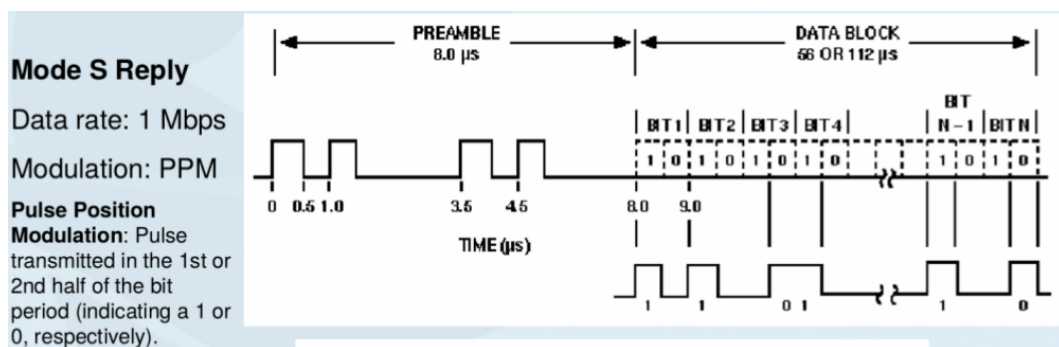 Mode S Reply
Data rate: 1 Mbps
Modulation: PPM
Pulse Position
Modulation: Pulse
transmitted in the 1st or
2nd half of the bit
period (indicating a 1 or
0, respectively).
PREAMBLE
8.0 µs
DATA BLOCK
56 OR 112 µs
BIT 1 BIT 2 BIT 3 BIT 4 BIT N-1 BIT N
1 0 1 0 1 0 1 0 1 0 1 0
0 0.5 1.0 3.5 4.5 8.0 9.0
TIME (µs)
1 1 0 1 1 0